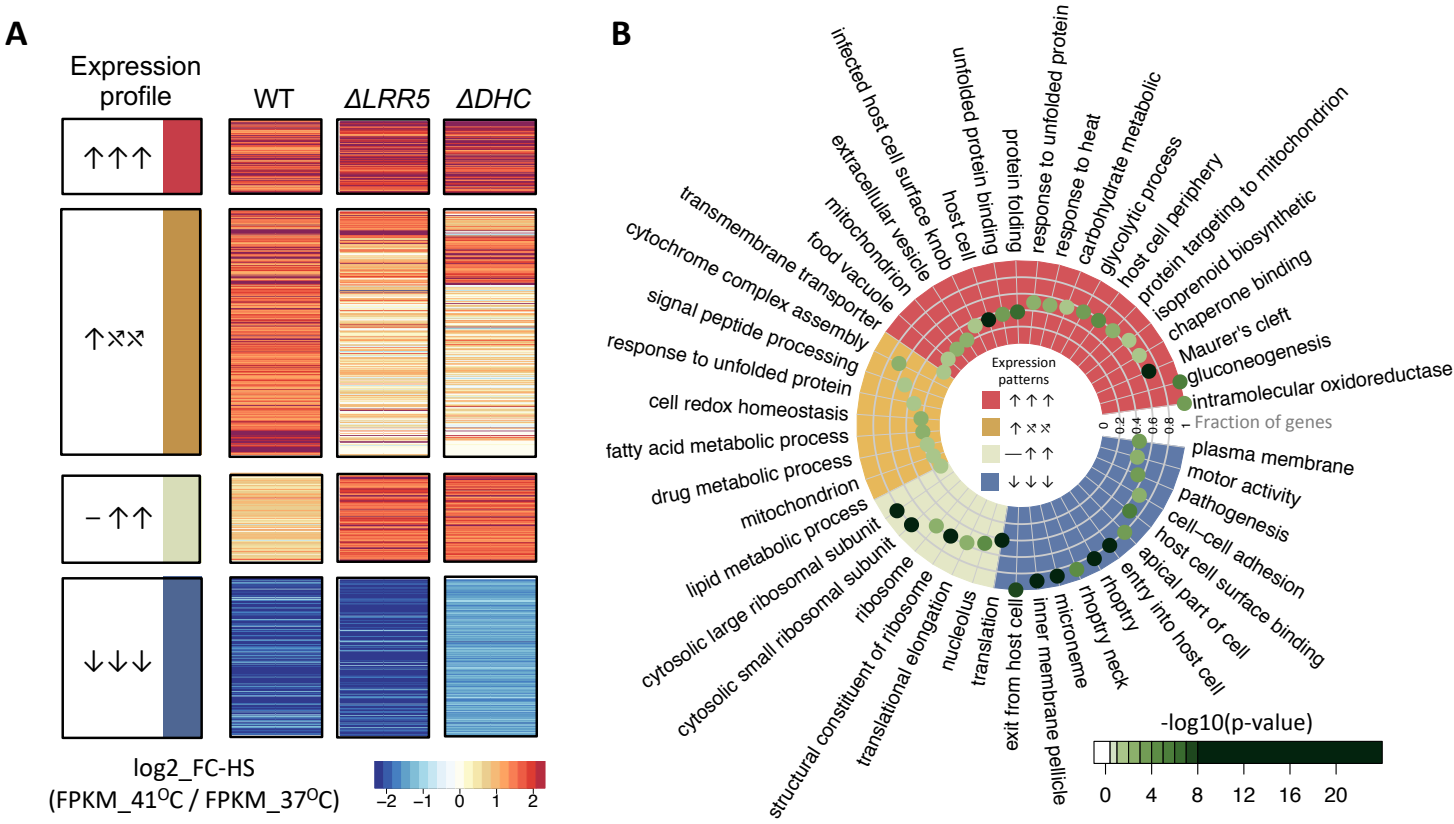 A
Expression
profile
WT
ΔLRR5
ΔDHC
↑↑↑
↑⤨⤨
– ↑↑
↓↓↓
log2_FC-HS
(FPKM_41⁰C / FPKM_37⁰C)
−2 −1 0 1 2
B
lipid metabolic process
mitochondrion
drug metabolic process
fatty acid metabolic process
cell redox homeostasis
response to unfolded protein
signal peptide processing
cytochrome complex assembly
transmembrane transporter
food vacuole
mitochondrion
extracellular vesicle
infected host cell surface knob
host cell
unfolded protein binding
protein folding
response to unfolded protein
response to heat
carbohydrate metabolic
glycolytic process
host cell periphery
protein targeting to mitochondrion
isoprenoid biosynthetic
chaperone binding
Maurer's cleft
gluconeogenesis
intramolecular oxidoreductase
0 0.2 0.4 0.6 0.8 1
Fraction of genes
plasma membrane
motor activity
pathogenesis
cell–cell adhesion
host cell surface binding
apical part of cell
entry into host cell
rhoptry
rhoptry neck
microneme
inner membrane pellicle
exit from host cell
translation
nucleolus
translational elongation
structural constituent of ribosome
ribosome
cytosolic small ribosomal subunit
cytosolic large ribosomal subunit
Expression
patterns
↑ ↑ ↑
↑ ⤨ ⤨
— ↑ ↑
↓ ↓ ↓
-log10(p-value)
0 4 8 12 16 20